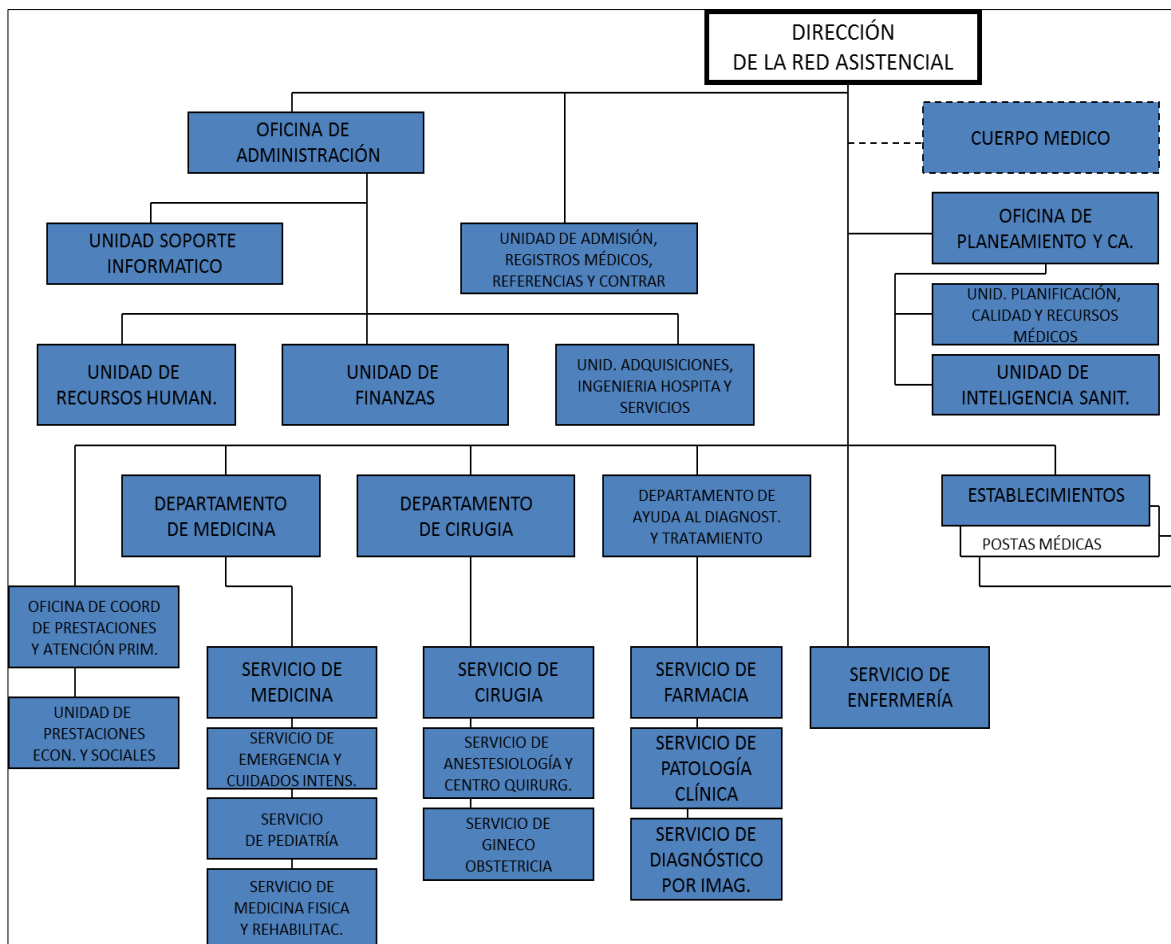 DIRECCIÓN
DE LA RED ASISTENCIAL
OFICINA DE
ADMINISTRACIÓN
CUERPO MEDICO
UNIDAD SOPORTE
INFORMATICO
UNIDAD DE ADMISIÓN,
REGISTROS MÉDICOS,
REFERENCIAS Y CONTRAR
OFICINA DE
PLANEAMIENTO Y CA.
UNID. PLANIFICACIÓN,
CALIDAD Y RECURSOS
MÉDICOS
UNIDAD DE
RECURSOS HUMAN.
UNIDAD DE
FINANZAS
UNID. ADQUISICIONES,
INGENIERIA HOSPITA Y
SERVICIOS
UNIDAD DE
INTELIGENCIA SANIT.
DEPARTAMENTO
DE MEDICINA
DEPARTAMENTO
DE CIRUGIA
DEPARTAMENTO DE
AYUDA AL DIAGNOST.
Y TRATAMIENTO
ESTABLECIMIENTOS
POSTAS MÉDICAS
OFICINA DE COORD
DE PRESTACIONES
Y ATENCIÓN PRIM.
UNIDAD DE
PRESTACIONES
ECON. Y SOCIALES
SERVICIO DE
MEDICINA
SERVICIO DE
EMERGENCIA Y
CUIDADOS INTENS.
SERVICIO
DE PEDIATRÍA
SERVICIO DE
MEDICINA FISICA
Y REHABILITAC.
SERVICIO DE
CIRUGIA
SERVICIO DE
ANESTESIOLOGÍA Y
CENTRO QUIRURG.
SERVICIO DE
GINECO
OBSTETRICIA
SERVICIO DE
FARMACIA
SERVICIO DE
PATOLOGÍA
CLÍNICA
SERVICIO DE
DIAGNÓSTICO
POR IMAG.
SERVICIO DE
ENFERMERÍA